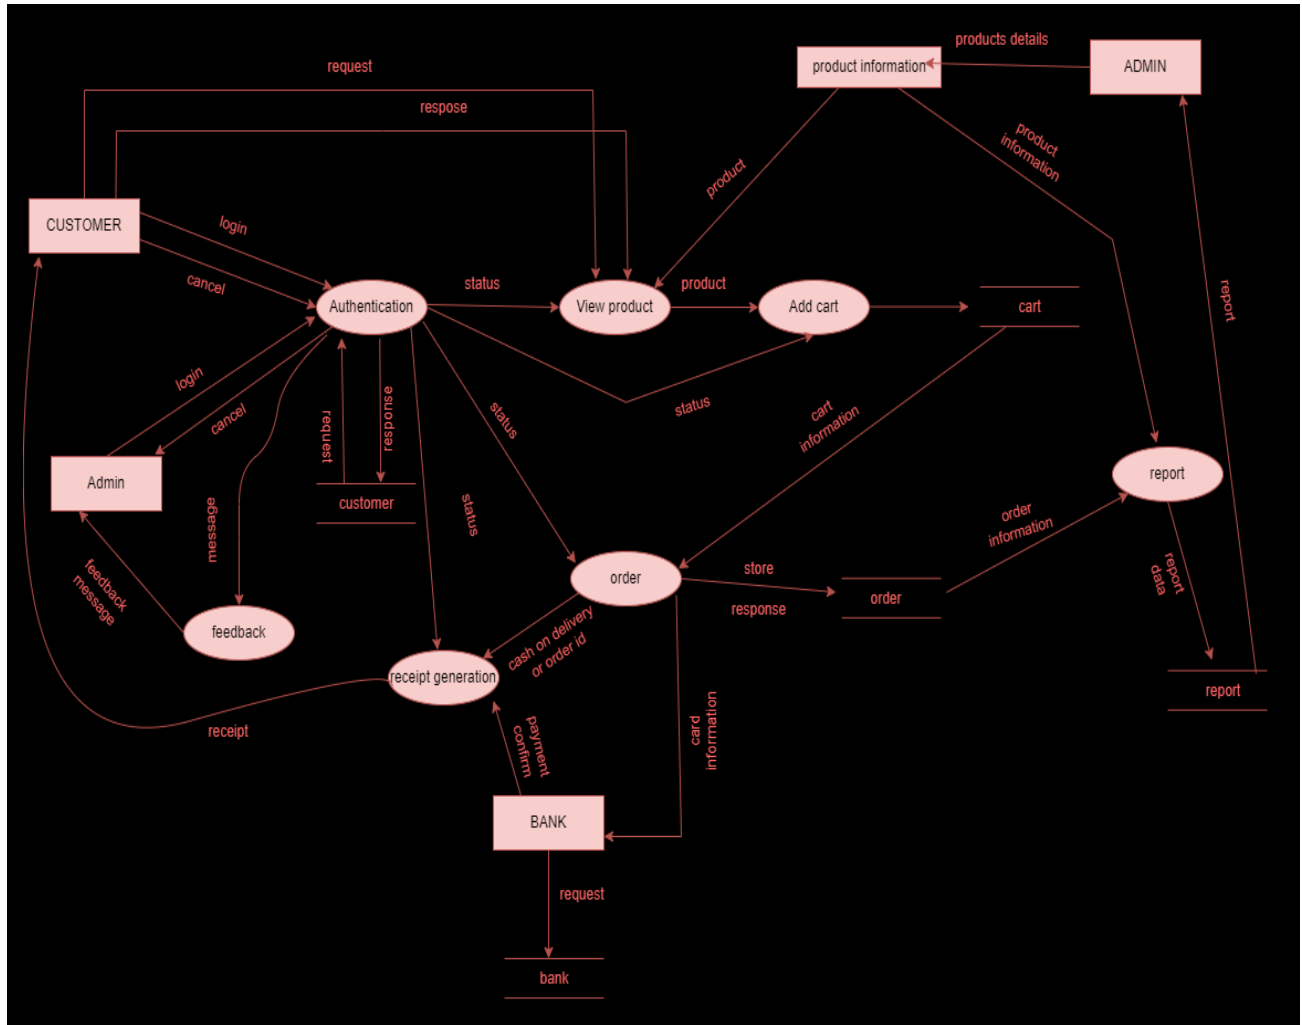 products details
request
product information
ADMIN
respose
product
information
product
CUSTOMER
login
cancel
status
product
Authentication
View product
Add cart
cart
report
login
cancel
request
response
status
status
cart
information
Admin
customer
message
status
report
order
information
feedback
message
store
order
response
order
report
data
feedback
cash on delivery
or order id
receipt generation
report
receipt
payment
confirm
card
information
BANK
request
bank